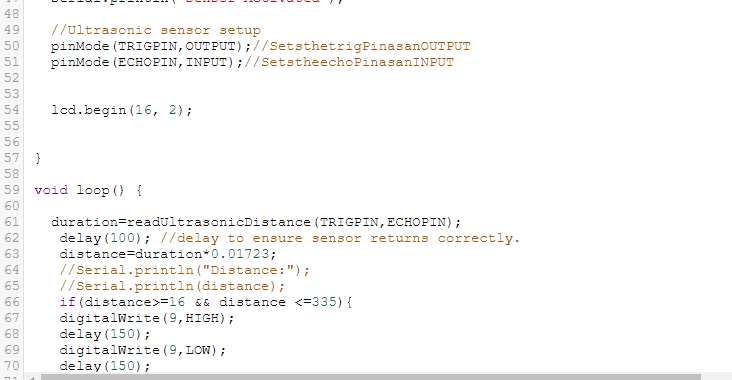 48
49 //Ultrasonic sensor setup
50 pinMode(TRIGPIN,OUTPUT);//SetsthetrigPinasanOUTPUT
51 pinMode(ECHOPIN,INPUT);//SetstheechoPinasanINPUT
52
53
54 lcd.begin(16, 2);
55
56
57 }
58
59 void loop() {
60
61 duration=readUltrasonicDistance(TRIGPIN,ECHOPIN);
62 delay(100); //delay to ensure sensor returns correctly.
63 distance=duration*0.01723;
64 //Serial.println("Distance:");
65 //Serial.println(distance);
66 if(distance>=16 && distance <=335){
67 digitalWrite(9,HIGH);
68 delay(150);
69 digitalWrite(9,LOW);
70 delay(150);